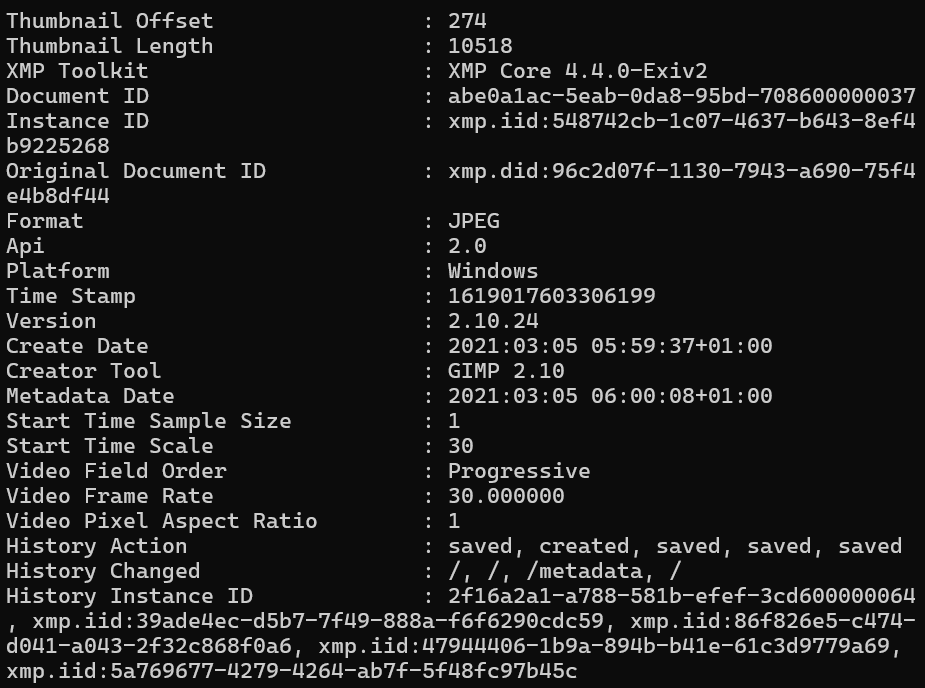 Thumbnail Offset : 274
Thumbnail Length : 10518
XMP Toolkit : XMP Core 4.4.0-Exiv2
Document ID : abe0a1ac-5eab-0da8-95bd-708600000037
Instance ID : xmp.iid:548742cb-1c07-4637-b643-8ef4
b9225268
Original Document ID : xmp.did:96c2d07f-1130-7943-a690-75f4
e4b8df44
Format : JPEG
Api : 2.0
Platform : Windows
Time Stamp : 1619017603306199
Version : 2.10.24
Create Date : 2021:03:05 05:59:37+01:00
Creator Tool : GIMP 2.10
Metadata Date : 2021:03:05 06:00:08+01:00
Start Time Sample Size : 1
Start Time Scale : 30
Video Field Order : Progressive
Video Frame Rate : 30.000000
Video Pixel Aspect Ratio : 1
History Action : saved, created, saved, saved, saved
History Changed : /, /, /metadata, /
History Instance ID : 2f16a2a1-a788-581b-efef-3cd600000064
, xmp.iid:39ade4ec-d5b7-7f49-888a-f6f6290cdc59, xmp.iid:86f826e5-c474-
d041-a043-2f32c868f0a6, xmp.iid:47944406-1b9a-894b-b41e-61c3d9779a69,
xmp.iid:5a769677-4279-4264-ab7f-5f48fc97b45c